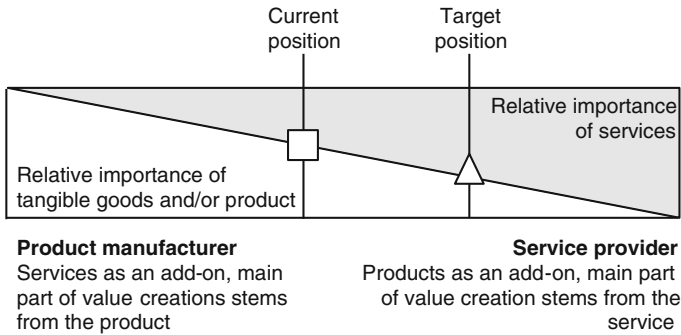 Current
position
Target
position
Relative importance
of services
Relative importance of
tangible goods and/or product
Product manufacturer
Services as an add-on, main
part of value creations stems
from the product
Service provider
Products as an add-on, main part
of value creation stems from the
service